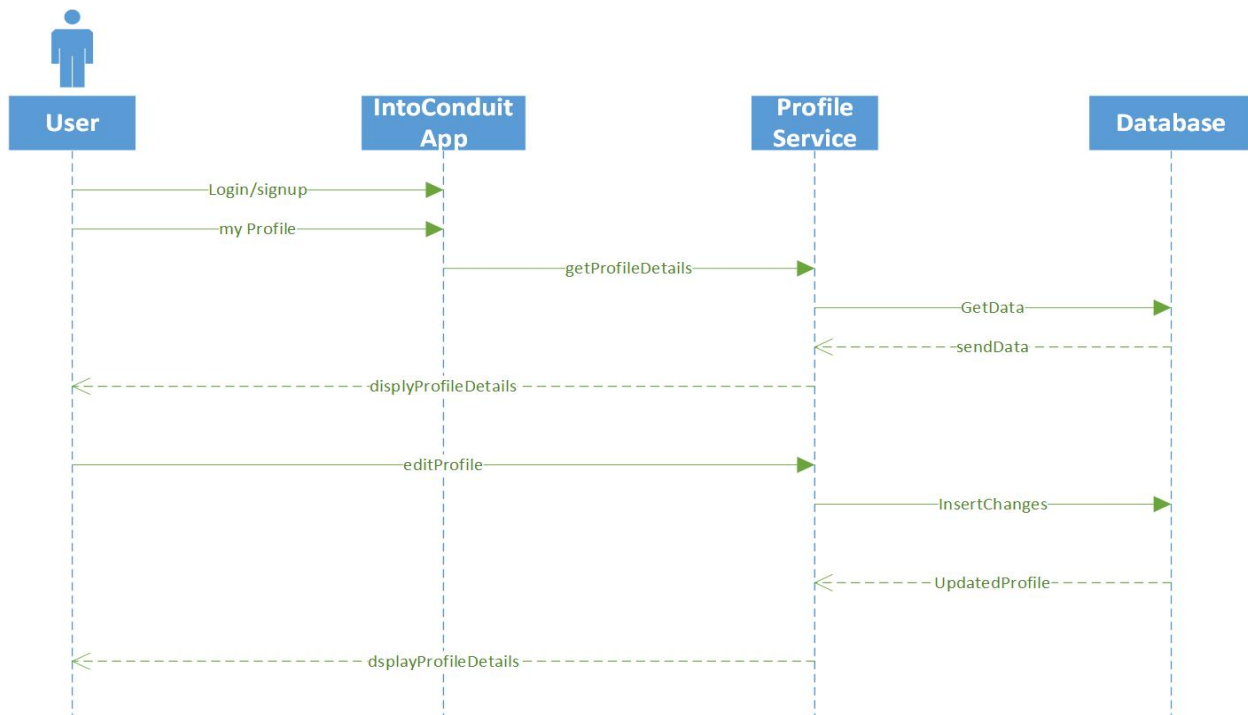 User
IntoConduit
App
Profile
Service
Database
Login/signup
my Profile
getProfileDetails
GetData
sendData
displyProfileDetails
editProfile
InsertChanges
UpdatedProfile
dsplayProfileDetails